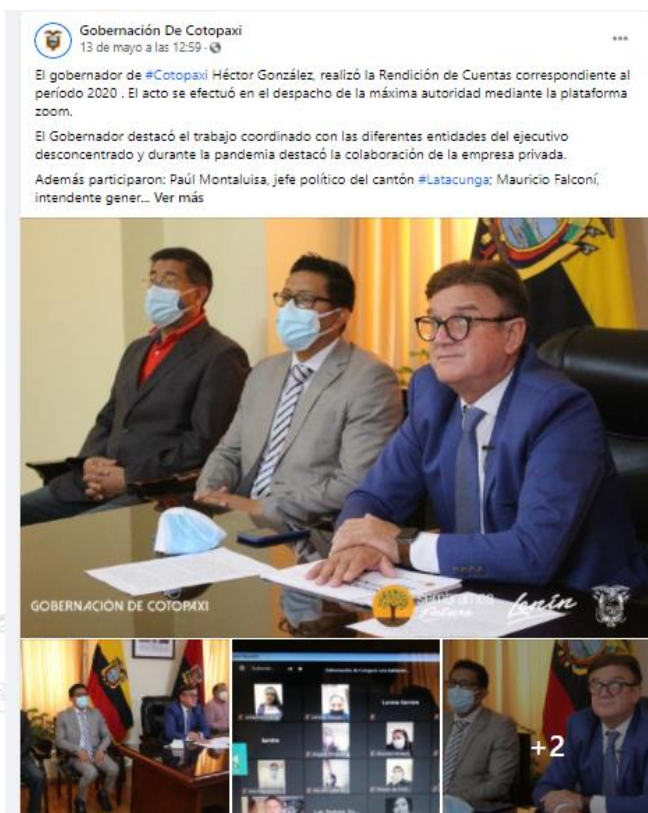 Gobernación De Cotopaxi
13 de mayo a las 12:59 ·
El gobernador de #Cotopaxi Héctor González, realizó la Rendición de Cuentas correspondiente al
período 2020 . El acto se efectuó en el despacho de la máxima autoridad mediante la plataforma
zoom.
El Gobernador destacó el trabajo coordinado con las diferentes entidades del ejecutivo
desconcentrado y durante la pandemia destacó la colaboración de la empresa privada.
Además participaron: Paúl Montaluisa, jefe político del cantón #Latacunga; Mauricio Falconí,
intendente gener... Ver más
GOBERNACIÓN DE COTOPAXI
sembramos
Futuro
Lenín
+2